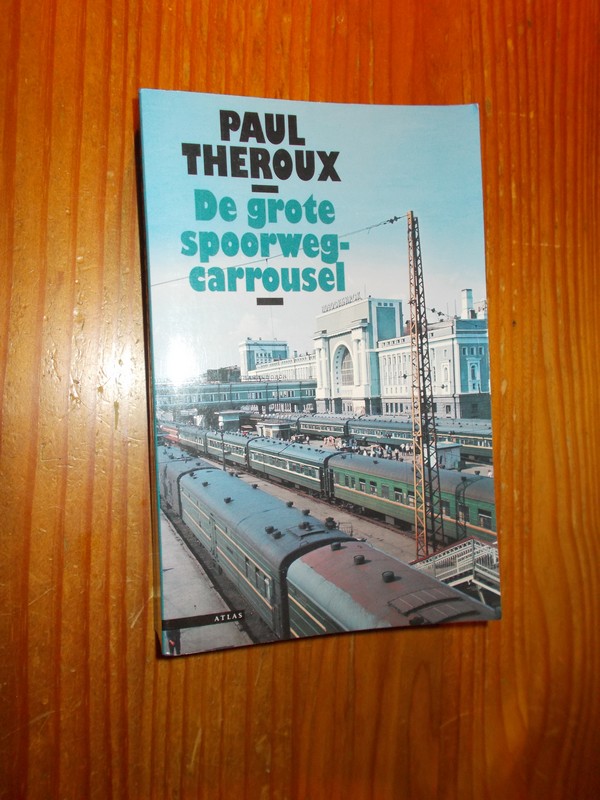 PAUL
THEROUX
De grote
spoorweg-
carrousel
ATLAS